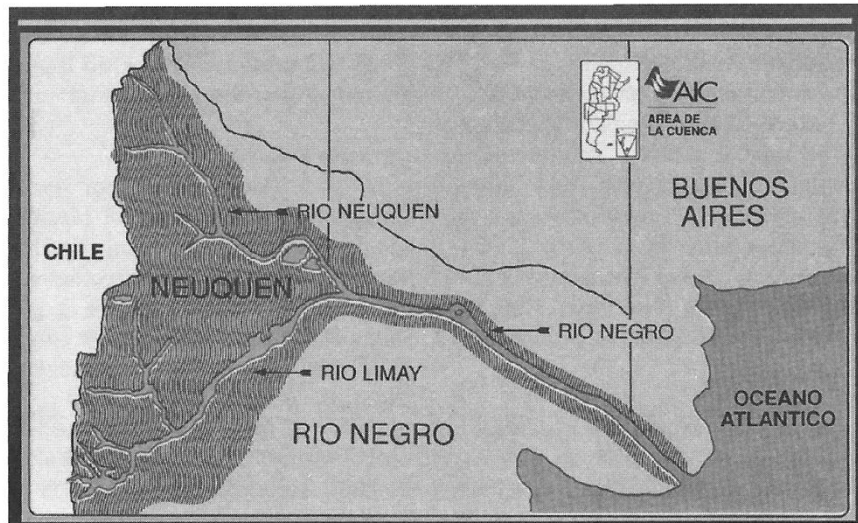 AIC
AREA DE
LA CUENCA
BUENOS
AIRES
RIO NEUQUEN
CHILE
NEUQUEN
RIO NEGRO
RIO LIMAY
OCEANO
ATLANTICO
RIO NEGRO